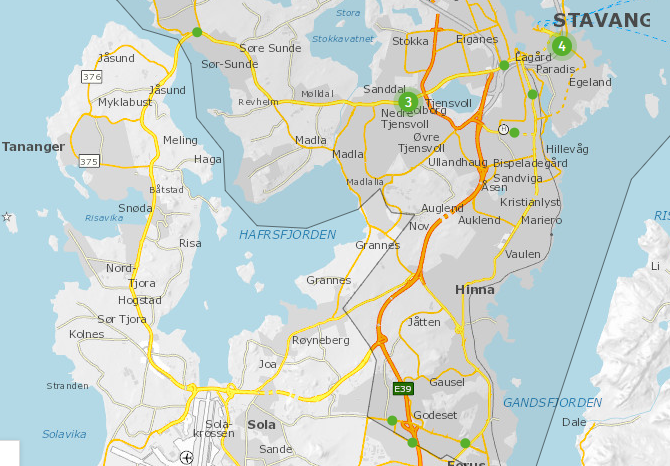 Stora
STAVANG
Stokkavatnet
Stokka
Eiganes
4
Søre Sunde
Jåsund
Sør-Sunde
Lagård
Paradis
376
Sanddal
Egeland
Jåsund
Mølldal
3
Tjensvoll
Myklabust
Revheim
Nedre
Tjensvoll
Meling
Madla
Øvre
Tjensvoll
Hillevåg
Tananger
Madla
375
Haga
Ullandhaug
Bispeladegård
Madlalia
Sandviga
Båtstad
Åsen
Kristianlyst
Snøda
Auglend
Risavika
Nov
Auklend
Mariero
RIS
HAFRSFJORDEN
Risa
Grannes
Vaulen
Nord-
Tjora
Li
Grannes
Hinna
Hogstad
Sør Tjora
Jåtten
Kolnes
Røyneberg
Joa
Stranden
E39
Gausel
GANDSFJORDEN
Godeset
Sola-
krossen
Sola
Dale
Solavika
Sande
Forus